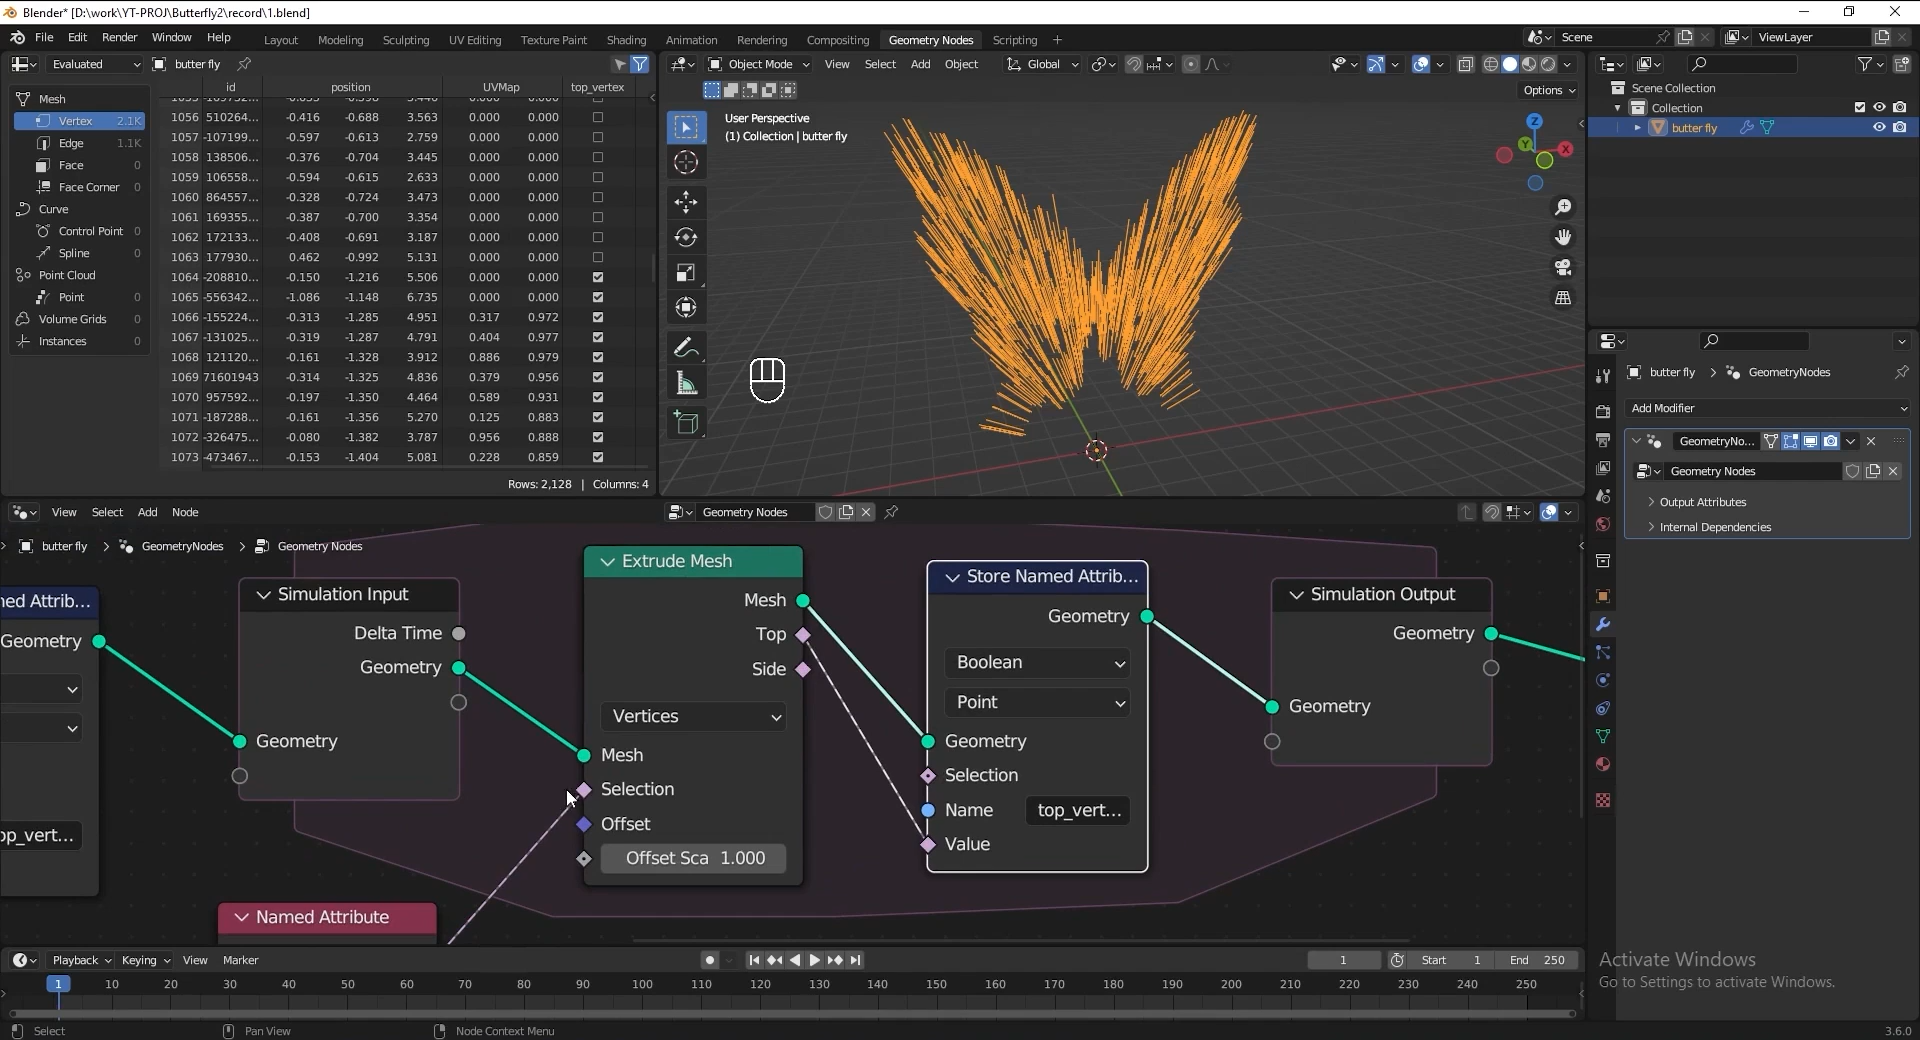 Blender* [D:\work\YT-PROJ\Butterfly2\record\1.blend]
File Edit Render Window Help Layout Modeling Sculpting UV Editing Texture Paint Shading Animation Rendering Compositing Geometry Nodes Scripting + Scene ViewLayer
Evaluated butter fly
Object Mode View Select Add Object Global
Options
id position UVMap top_vertex
Mesh
Vertex 2.1K
Edge 1.1K
Face 0
Face Corner 0
Curve
Control Point 0
Spline 0
Point Cloud
Point 0
Volume Grids 0
Instances 0
1056 510264... -0.416 -0.688 3.563 0.000 0.000
1057 -107199... -0.597 -0.613 2.759 0.000 0.000
1058 138506... -0.376 -0.704 3.445 0.000 0.000
1059 106558... -0.594 -0.615 2.633 0.000 0.000
1060 864557... -0.328 -0.724 3.473 0.000 0.000
1061 169355... -0.387 -0.700 3.354 0.000 0.000
1062 172133... -0.408 -0.691 3.187 0.000 0.000
1063 177930... 0.462 -0.992 5.131 0.000 0.000
1064 -208810... -0.150 -1.216 5.506 0.000 0.000
1065 -556342... -1.086 -1.148 6.735 0.000 0.000
1066 -155224... -0.313 -1.285 4.951 0.317 0.972
1067 -131025... -0.319 -1.287 4.791 0.404 0.977
1068 121120... -0.161 -1.328 3.912 0.886 0.979
1069 71601943 -0.314 -1.325 4.836 0.379 0.956
1070 957592... -0.197 -1.350 4.464 0.589 0.931
1071 -187288... -0.161 -1.356 5.270 0.125 0.883
1072 -326475... -0.080 -1.382 3.787 0.956 0.888
1073 -473467... -0.153 -1.404 5.081 0.228 0.859
Rows: 2,128 | Columns: 4
User Perspective
(1) Collection | butter fly
Z
Y
X
Scene Collection
Collection
butter fly
butter fly > GeometryNodes
Add Modifier
GeometryNo...
Geometry Nodes
Output Attributes
Internal Dependencies
View Select Add Node Geometry Nodes
butter fly > GeometryNodes > Geometry Nodes
ned Attrib...
Geometry
op_vert...
Simulation Input
Delta Time
Geometry
Geometry
Named Attribute
Extrude Mesh
Mesh
Top
Side
Vertices
Mesh
Selection
Offset
Offset Sca 1.000
Store Named Attrib...
Geometry
Boolean
Point
Geometry
Selection
Name top_vert...
Value
Simulation Output
Geometry
Geometry
Playback Keying View Marker 1 Start 1 End 250
1 10 20 30 40 50 60 70 80 90 100 110 120 130 140 150 160 170 180 190 200 210 220 230 240 250
Activate Windows
Go to Settings to activate Windows.
Select Pan View Node Context Menu 3.6.0